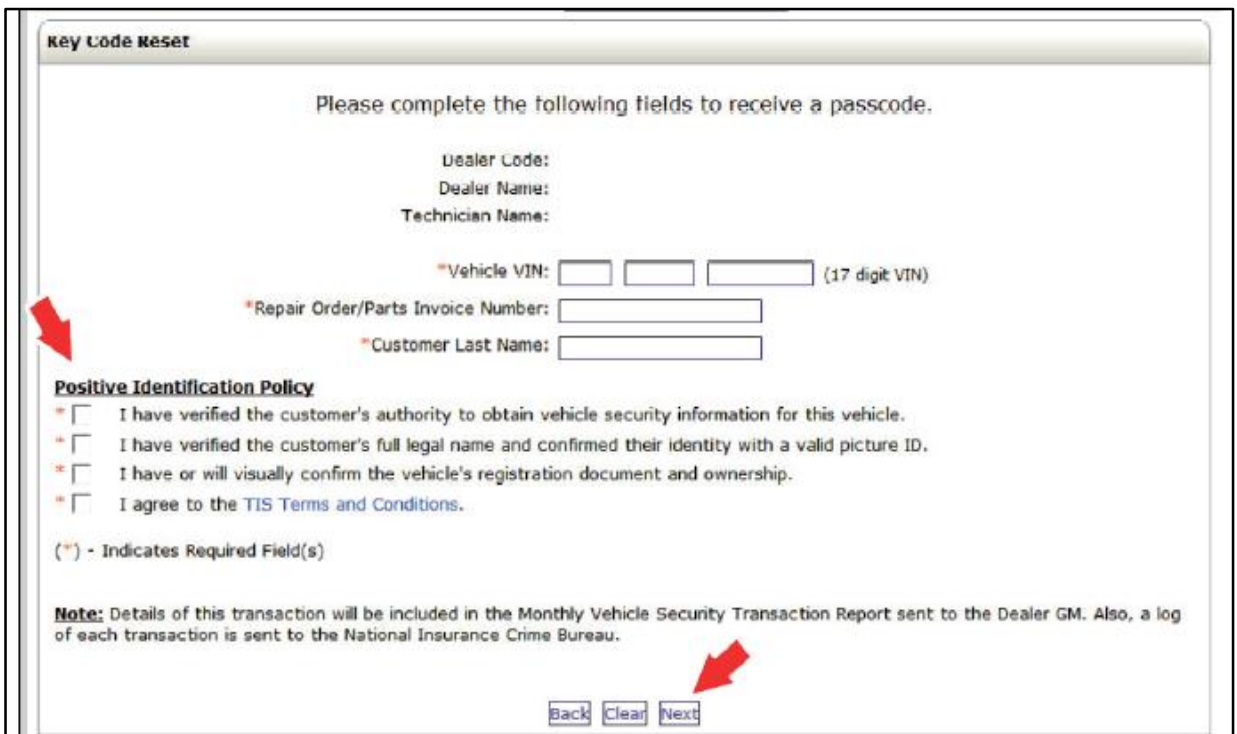 Key Code Reset
Please complete the following fields to receive a passcode.
Dealer Code:
Dealer Name:
Technician Name:
*Vehicle VIN: (17 digit VIN)
*Repair Order/Parts Invoice Number:
*Customer Last Name:
Positive Identification Policy
* I have verified the customer's authority to obtain vehicle security information for this vehicle.
* I have verified the customer's full legal name and confirmed their identity with a valid picture ID.
* I have or will visually confirm the vehicle's registration document and ownership.
* I agree to the TIS Terms and Conditions.
(*) - Indicates Required Field(s)
Note: Details of this transaction will be included in the Monthly Vehicle Security Transaction Report sent to the Dealer GM. Also, a log
of each transaction is sent to the National Insurance Crime Bureau.
Back Clear Next